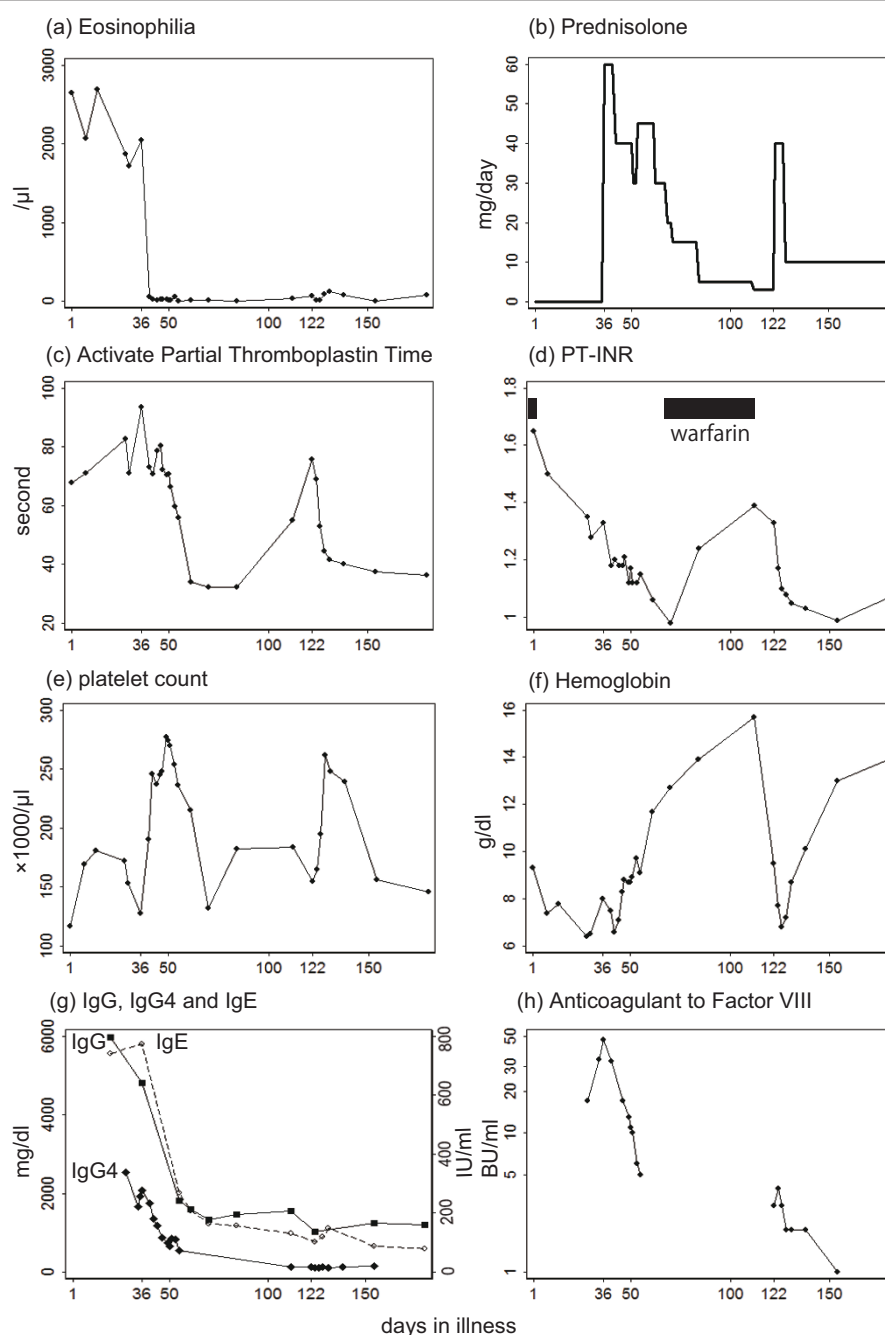 (a) Eosinophilia
/µl
3000
2000
1000
0
1 36 50 100 122 150
(b) Prednisolone
mg/day
60
50
40
30
20
10
0
1 36 50 100 122 150
(c) Activate Partial Thromboplastin Time
second
100
80
60
40
20
1 36 50 100 122 150
(d) PT-INR
1.8
1.6
1.4
1.2
1
warfarin
1 36 50 100 122 150
(e) platelet count
×1000/µl
300
250
200
150
100
1 36 50 100 122 150
(f) Hemoglobin
g/dl
16
14
12
10
8
6
1 36 50 100 122 150
(g) IgG, IgG4 and IgE
mg/dl
6000
4000
2000
0
IgG IgE
IgG4
800
600
400
200
0
IU/ml
1 36 50 100 122 150
(h) Anticoagulant to Factor VIII
BU/ml
50
30
10
5
1
1 36 50 100 122 150
days in illness